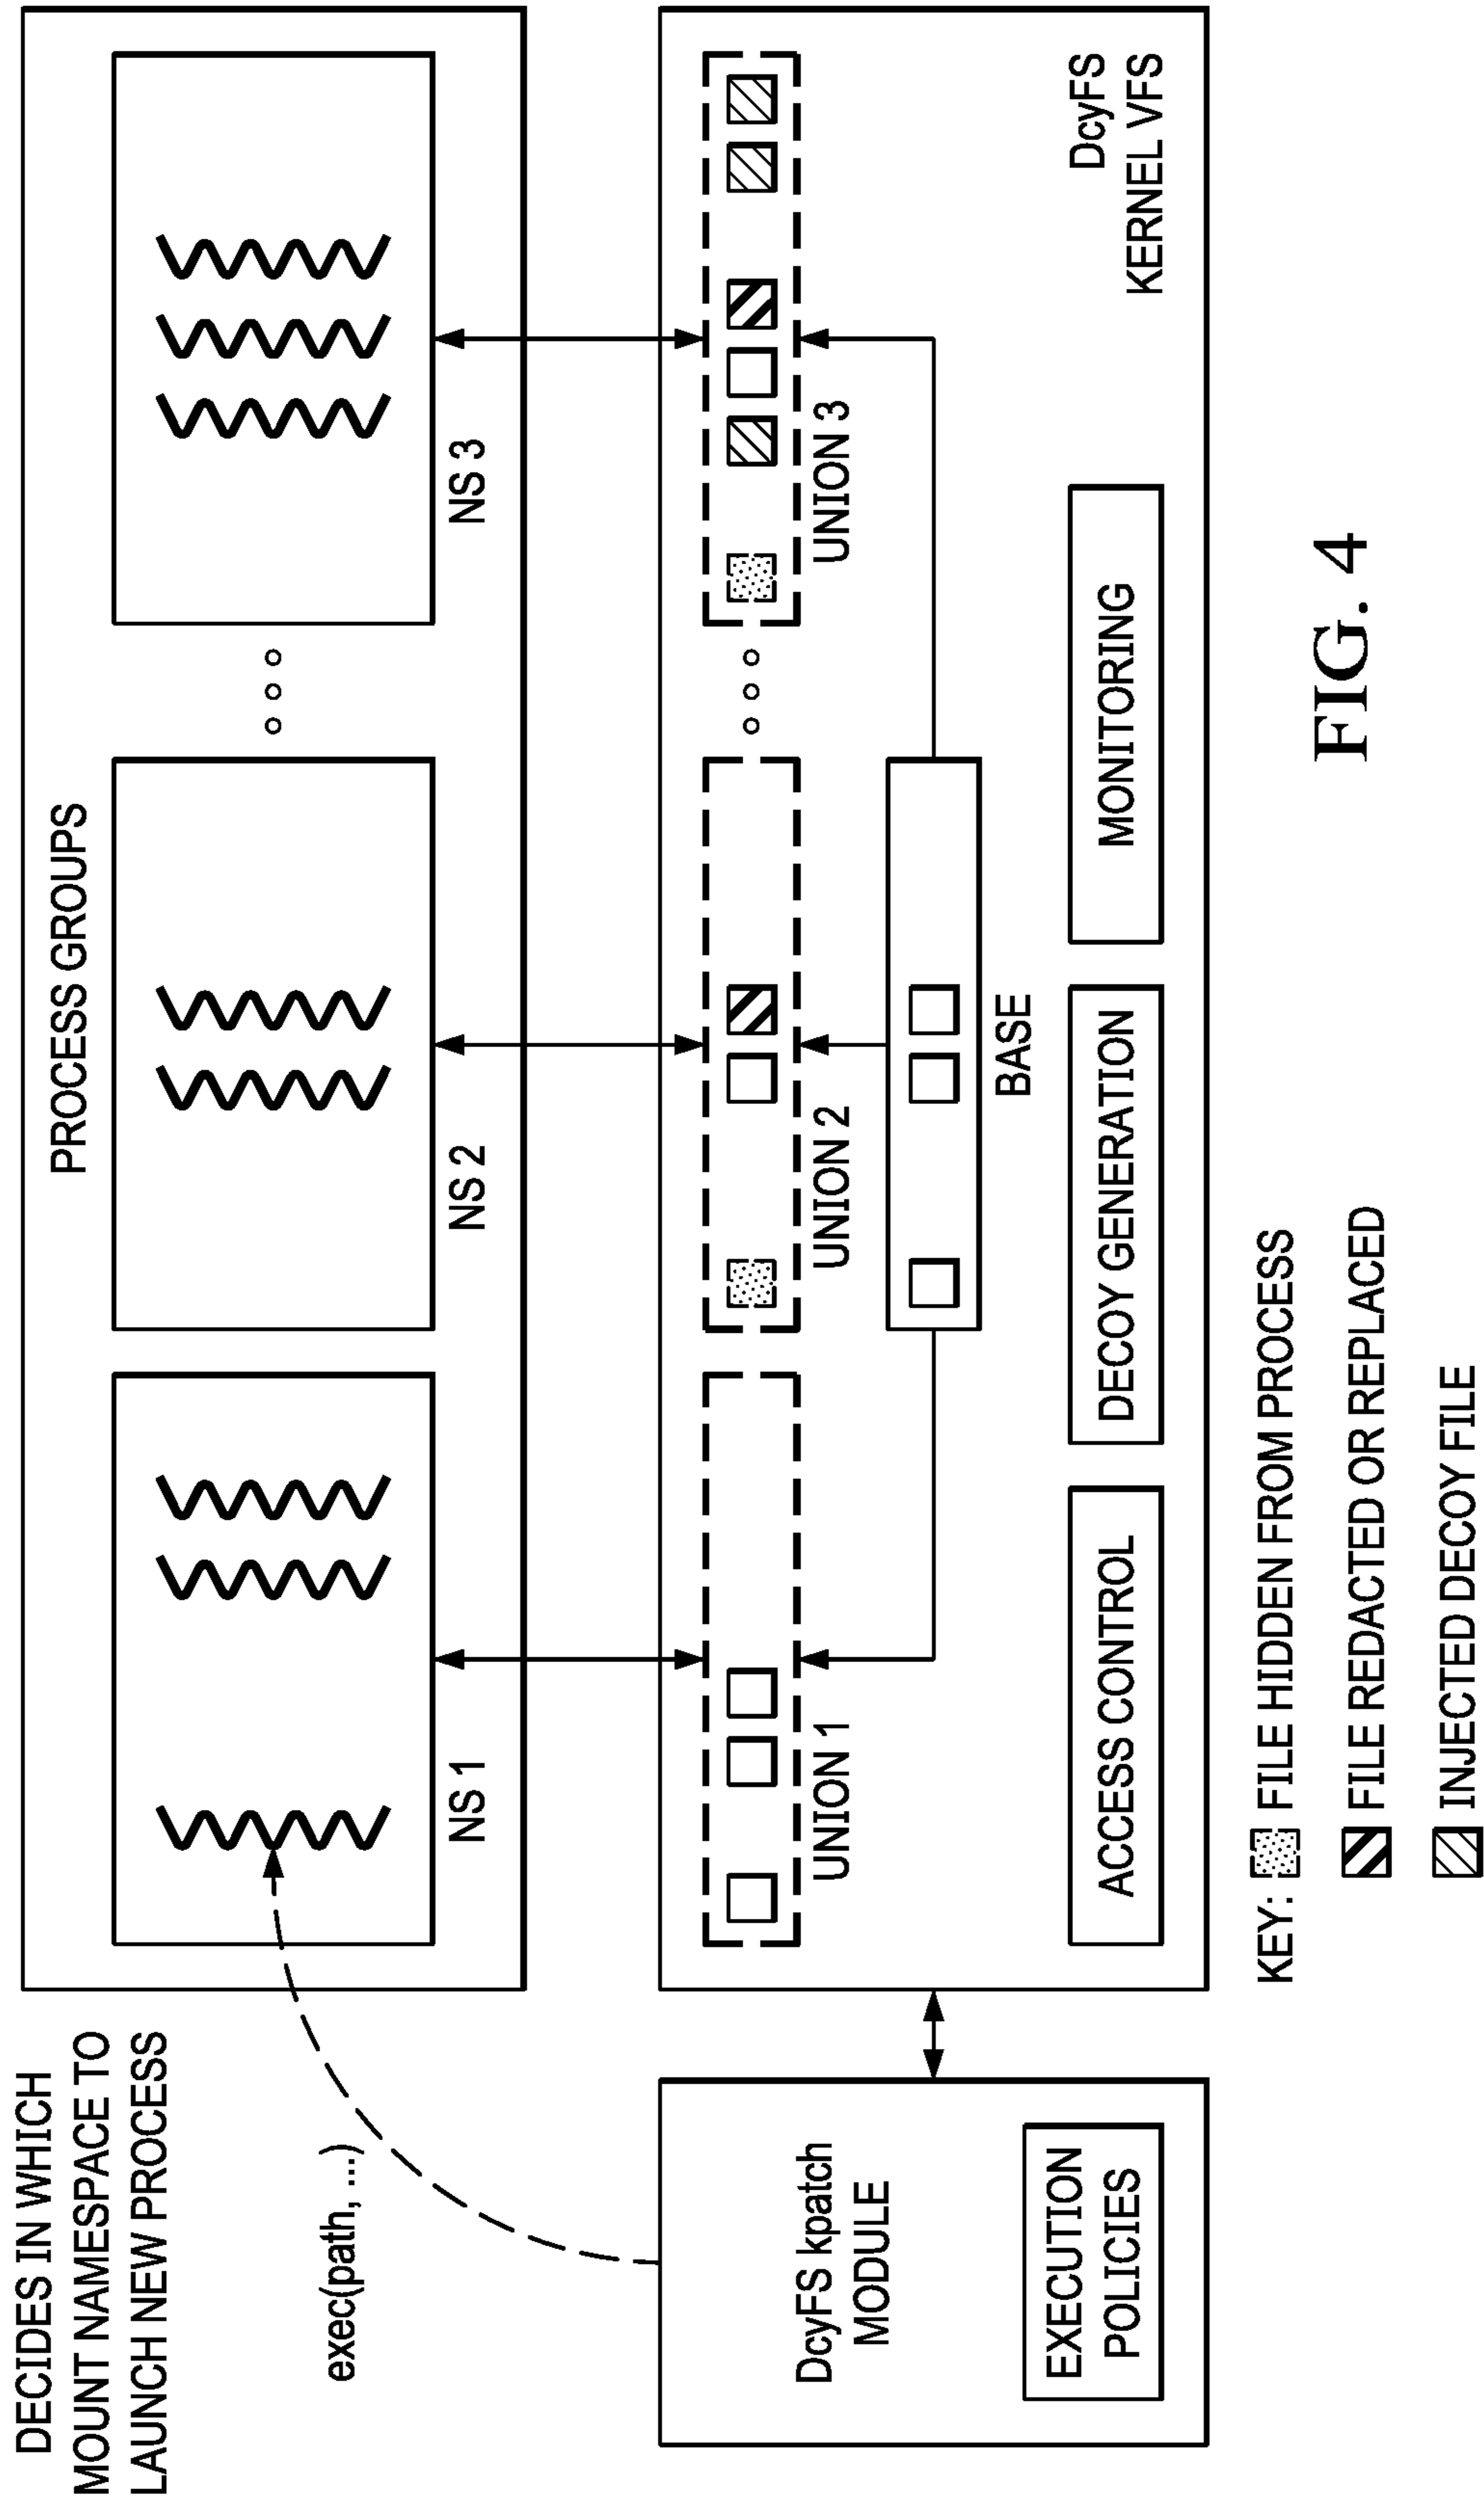 DECIDES IN WHICH
MOUNT NAMESPACE TO
LAUNCH NEW PROCESS
PROCESS GROUPS
exec(path,...)
NS 1
NS 2
NS 3
UNION 1
UNION 2
UNION 3
BASE
DcyFS kpatch
MODULE
EXECUTION
POLICIES
ACCESS CONTROL
DECOY GENERATION
MONITORING
DcyFS
KERNEL VFS
KEY:
FILE HIDDEN FROM PROCESS
FILE REDACTED OR REPLACED
INJECTED DECOY FILE
FIG. 4